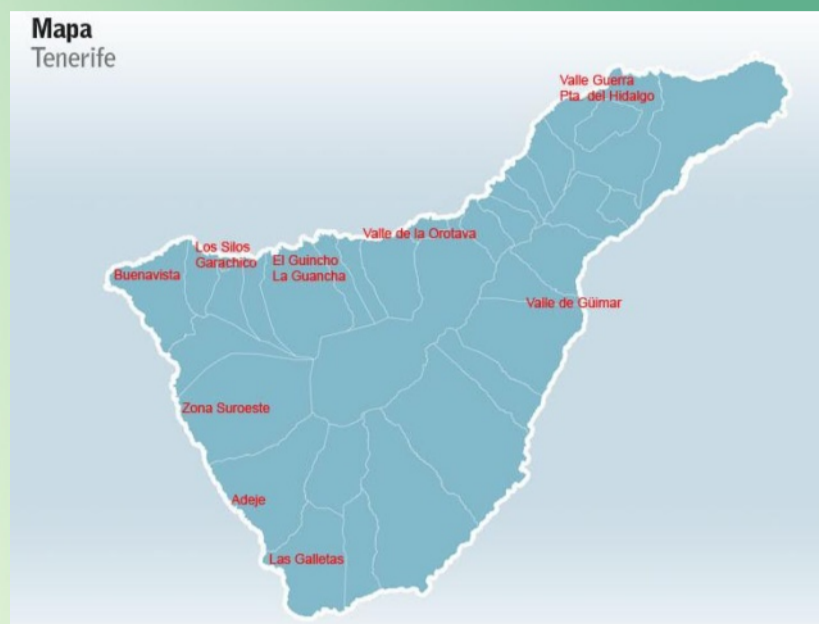 Mapa
Tenerife
Valle Guerra
Pta. del Hidalgo
Valle de la Orotava
Los Silos
Garachico
El Guincho
La Guancha
Buenavista
Valle de Güimar
Zona Suroeste
Adeje
Las Galletas